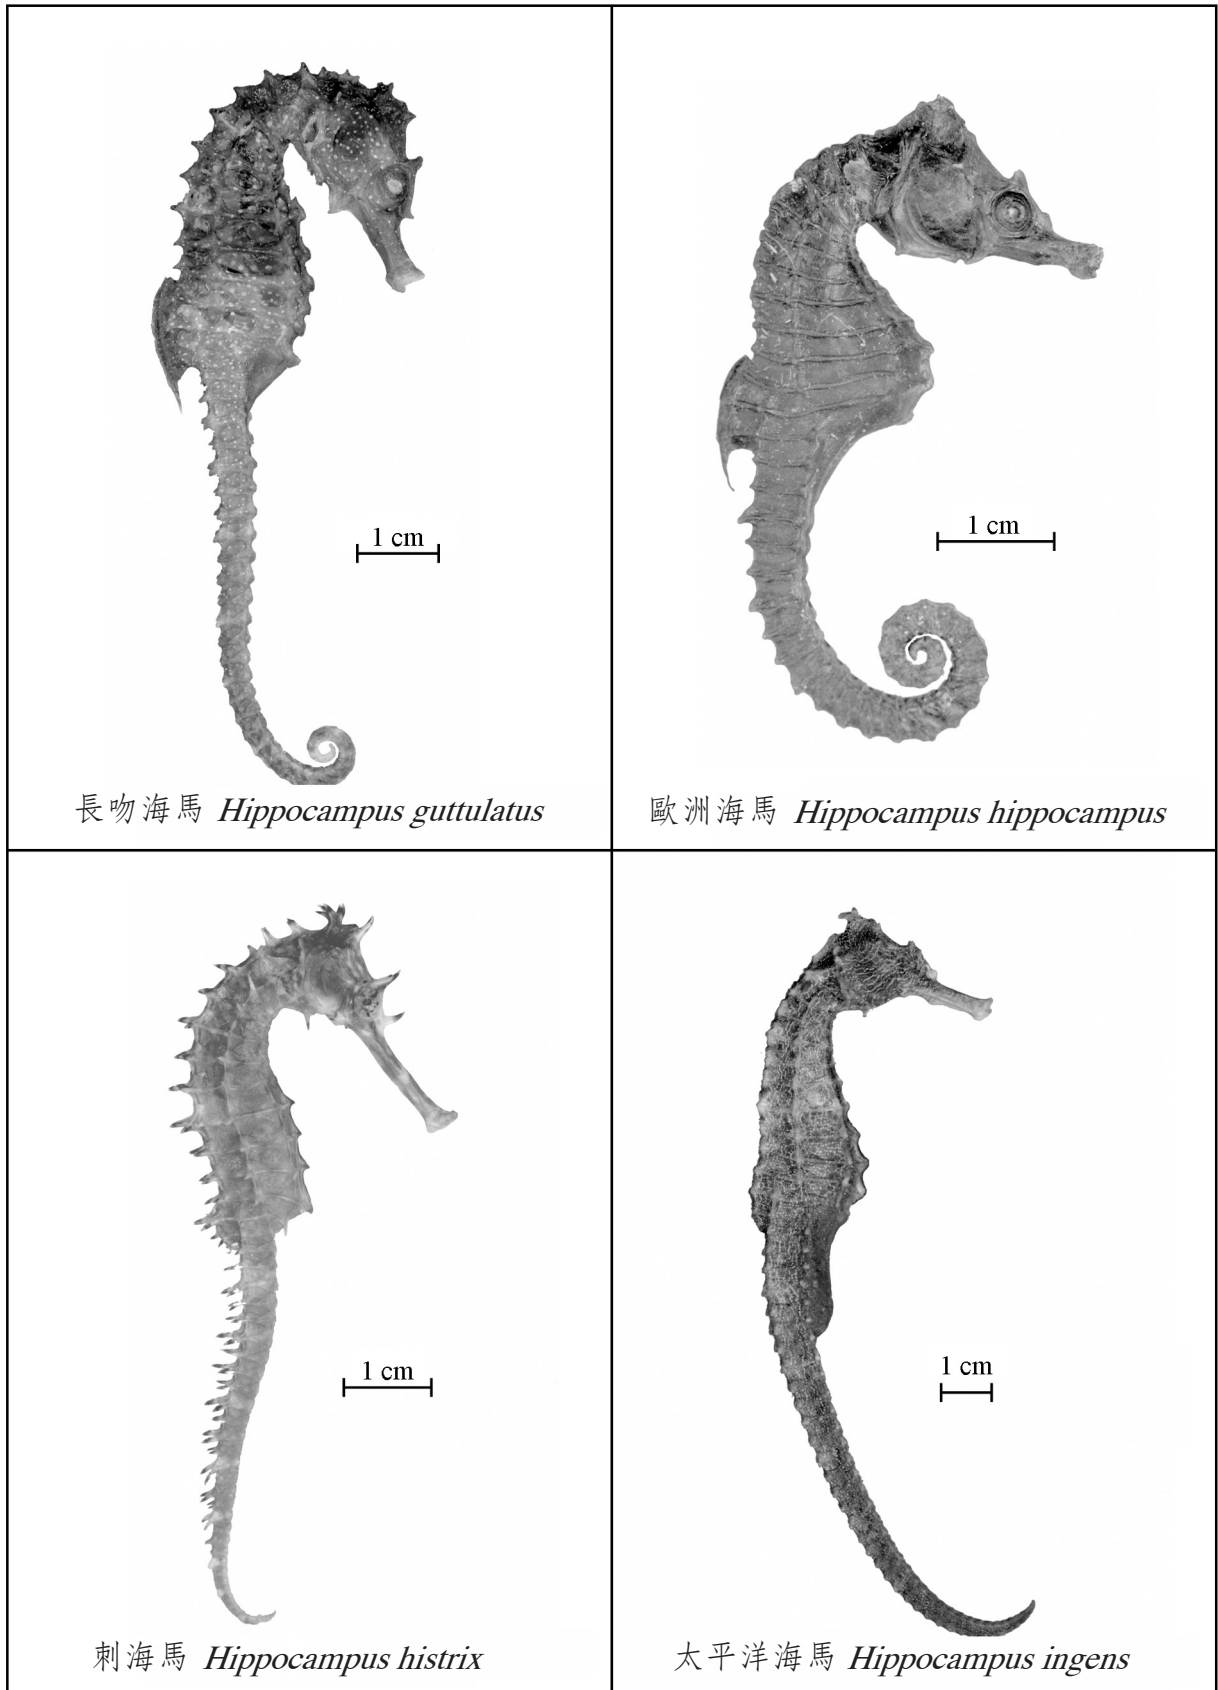 1 cm
長吻海馬 Hippocampus guttulatus
1 cm
歐洲海馬 Hippocampus hippocampus
1 cm
刺海馬 Hippocampus histrix
1 cm
太平洋海馬 Hippocampus ingens